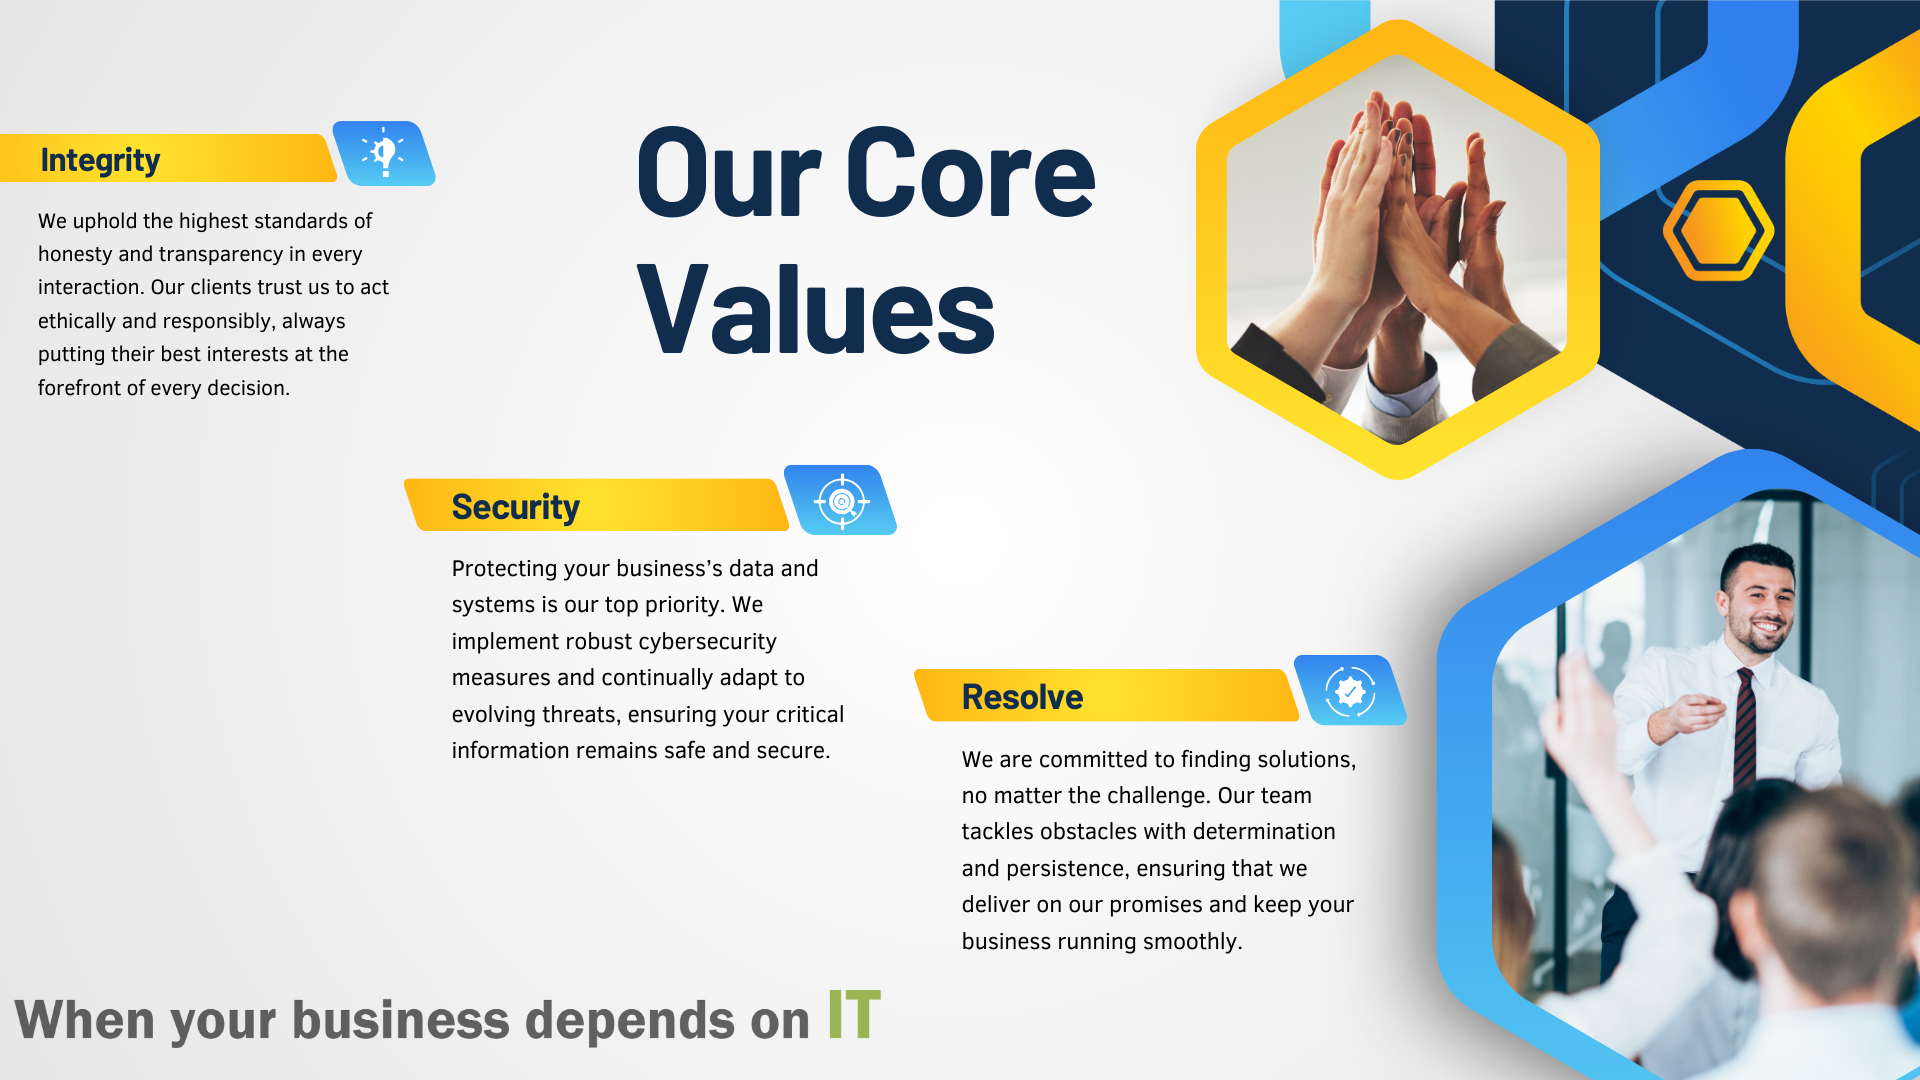 Our Core
Values
Integrity
We uphold the highest standards of
honesty and transparency in every
interaction. Our clients trust us to act
ethically and responsibly, always
putting their best interests at the
forefront of every decision.
Security
Protecting your business’s data and
systems is our top priority. We
implement robust cybersecurity
measures and continually adapt to
evolving threats, ensuring your critical
information remains safe and secure.
Resolve
We are committed to finding solutions,
no matter the challenge. Our team
tackles obstacles with determination
and persistence, ensuring that we
deliver on our promises and keep your
business running smoothly.
When your business depends on IT